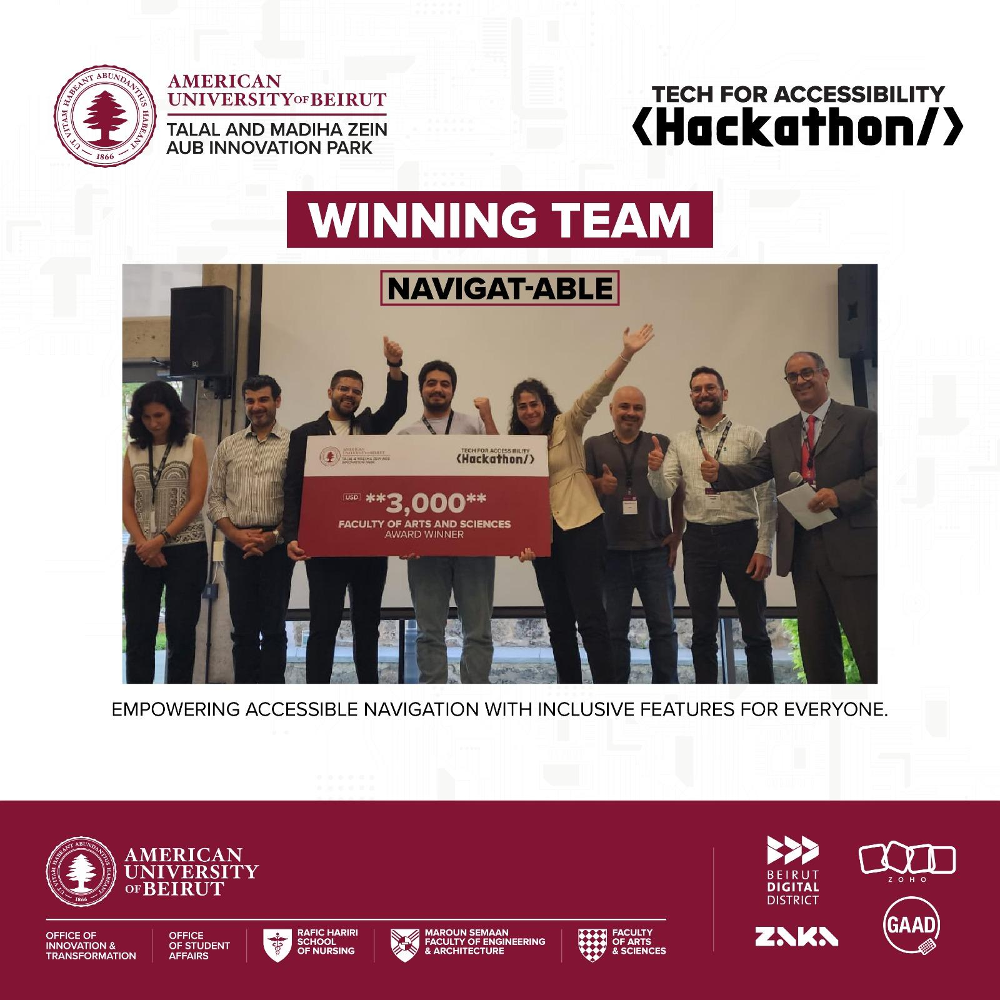 UT VITAM HABEANT ABUNDANTIUS HABEANT
1866
AMERICAN
UNIVERSITY OF BEIRUT
TALAL AND MADIHA ZEIN
AUB INNOVATION PARK
TECH FOR ACCESSIBILITY
<Hackathon/>
WINNING TEAM
NAVIGAT-ABLE
AMERICAN
UNIVERSITY OF BEIRUT
TALAL & MADIHA ZEIN AUB
INNOVATION PARK
TECH FOR ACCESSIBILITY
<Hackathon/>
USD **3,000**
FACULTY OF ARTS AND SCIENCES
AWARD WINNER
EMPOWERING ACCESSIBLE NAVIGATION WITH INCLUSIVE FEATURES FOR EVERYONE.
UT VITAM HABEANT ABUNDANTIUS HABEANT
1866
AMERICAN
UNIVERSITY
OF BEIRUT
OFFICE OF
INNOVATION &
TRANSFORMATION
OFFICE
OF STUDENT
AFFAIRS
RAFIC HARIRI
SCHOOL
OF NURSING
MAROUN SEMAAN
FACULTY OF ENGINEERING
& ARCHITECTURE
FACULTY
OF ARTS
& SCIENCES
BEIRUT
DIGITAL
DISTRICT
ZOHO
ZAKA
GAAD